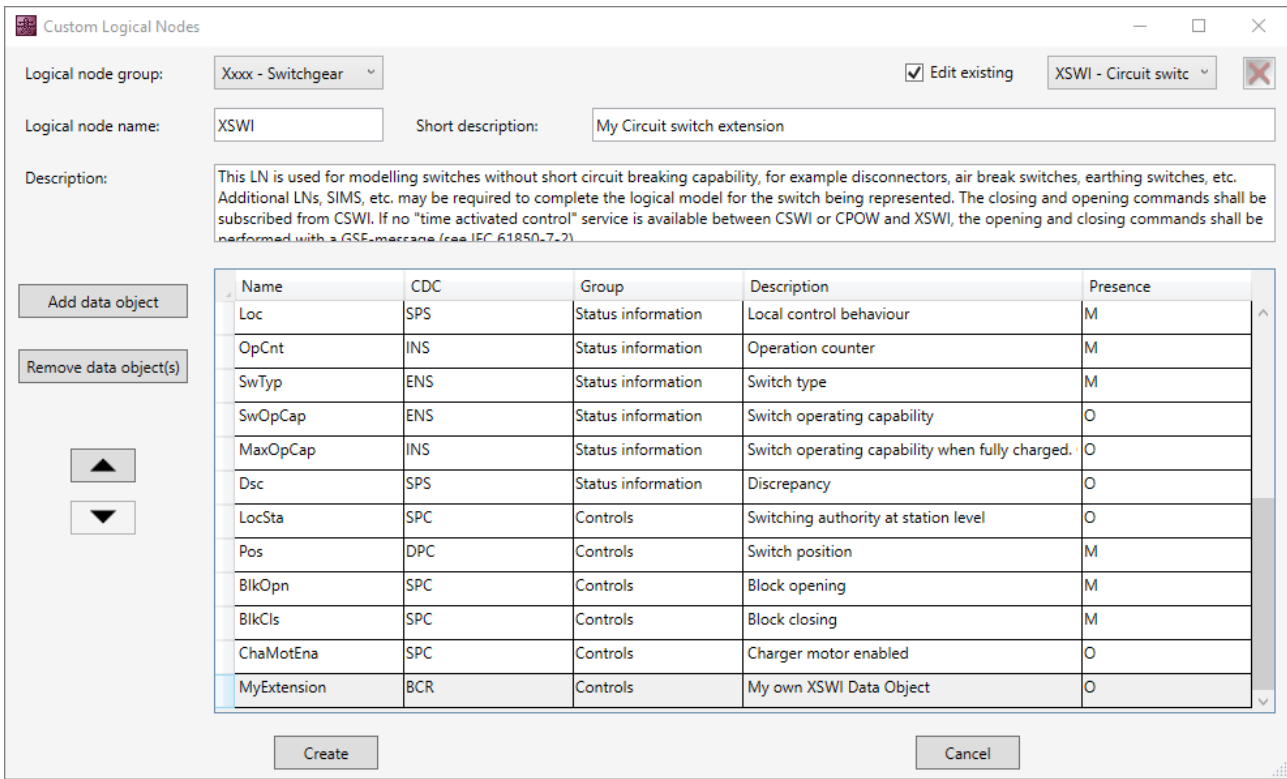 Custom Logical Nodes
Logical node group: Xxxx - Switchgear Edit existing XSWI - Circuit switc
Logical node name: XSWI Short description: My Circuit switch extension
Description: This LN is used for modelling switches without short circuit breaking capability, for example disconnectors, air break switches, earthing switches, etc.
Additional LNs, SIMS, etc. may be required to complete the logical model for the switch being represented. The closing and opening commands shall be
subscribed from CSWI. If no "time activated control" service is available between CSWI or CPOW and XSWI, the opening and closing commands shall be
performed with a GSE-message (see IEC 61850-7-2)
Name CDC Group Description Presence
Add data object
Loc SPS Status information Local control behaviour M
OpCnt INS Status information Operation counter M
Remove data object(s)
SwTyp ENS Status information Switch type M
SwOpCap ENS Status information Switch operating capability O
MaxOpCap INS Status information Switch operating capability when fully charged. O
Dsc SPS Status information Discrepancy O
LocSta SPC Controls Switching authority at station level O
Pos DPC Controls Switch position M
BlkOpn SPC Controls Block opening M
BlkCls SPC Controls Block closing M
ChaMotEna SPC Controls Charger motor enabled O
MyExtension BCR Controls My own XSWI Data Object O
Create Cancel